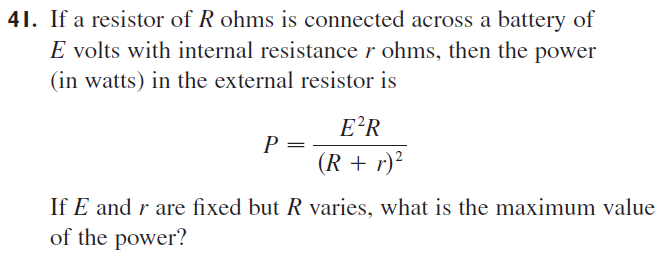 41. If a resistor of R ohms is connected across a battery of
E volts with internal resistance r ohms, then the power
(in watts) in the external resistor is
P = E²R / (R + r)²
If E and r are fixed but R varies, what is the maximum value
of the power?